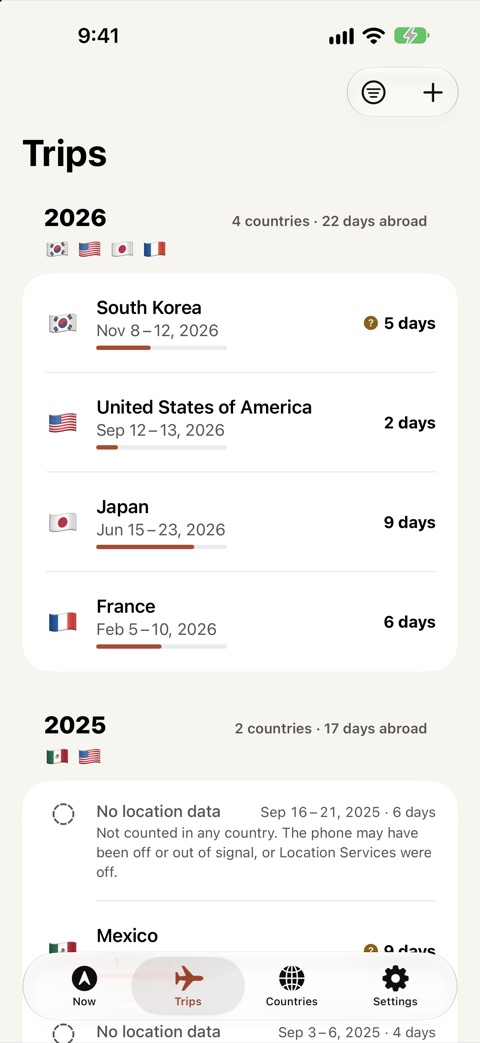 9:41
Trips
2026
4 countries · 22 days abroad
South Korea
Nov 8 – 12, 2026
? 5 days
United States of America
Sep 12 – 13, 2026
2 days
Japan
Jun 15 – 23, 2026
9 days
France
Feb 5 – 10, 2026
6 days
2025
2 countries · 17 days abroad
No location data
Sep 16 – 21, 2025 · 6 days
Not counted in any country. The phone may have
been off or out of signal, or Location Services were
off.
Mexico
? 9 days
Now
Trips
Countries
Settings
No location data
Sep 3 – 6, 2025 · 4 days